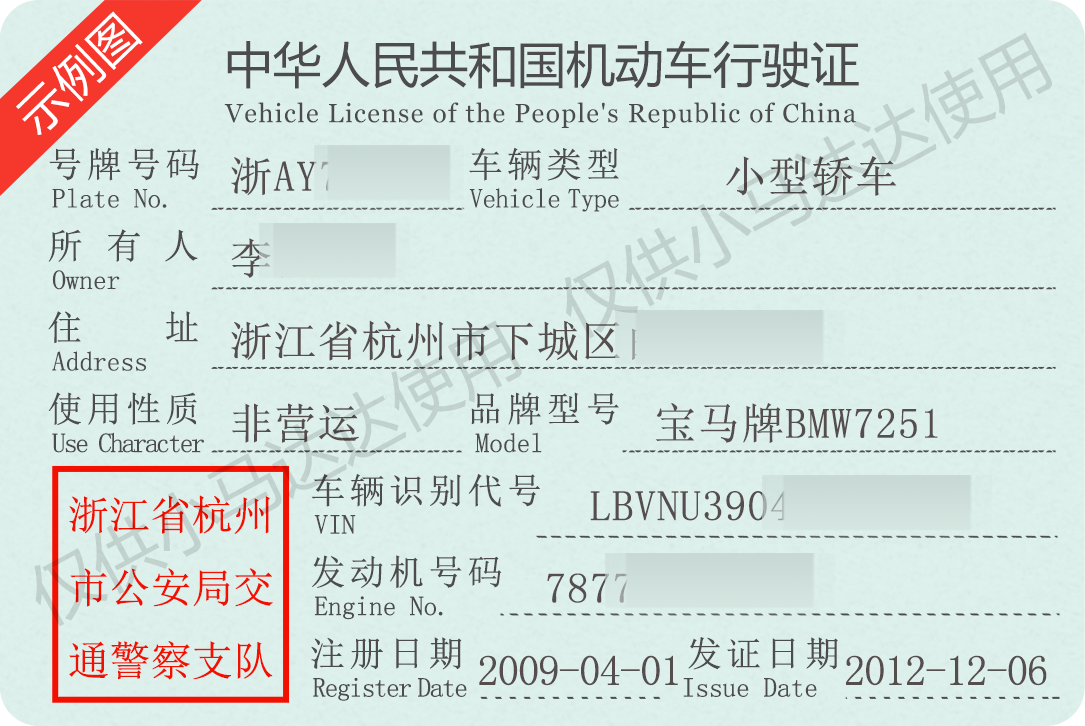 示例图
中华人民共和国机动车行驶证
Vehicle License of the People's Republic of China
号牌号码 浙AY 车辆类型 小型轿车
Plate No. Vehicle Type
所有人 李
Owner
住址 浙江省杭州市下城区
Address
使用性质 非营运 品牌型号 宝马牌BMW7251
Use Character Model
浙江省杭州
市公安局交
通警察支队
车辆识别代号 LBVNU3904
VIN
发动机号码 7877
Engine No.
注册日期 2009-04-01 发证日期 2012-12-06
Register Date Issue Date
仅供小马达达使用
仅供小马达达使用